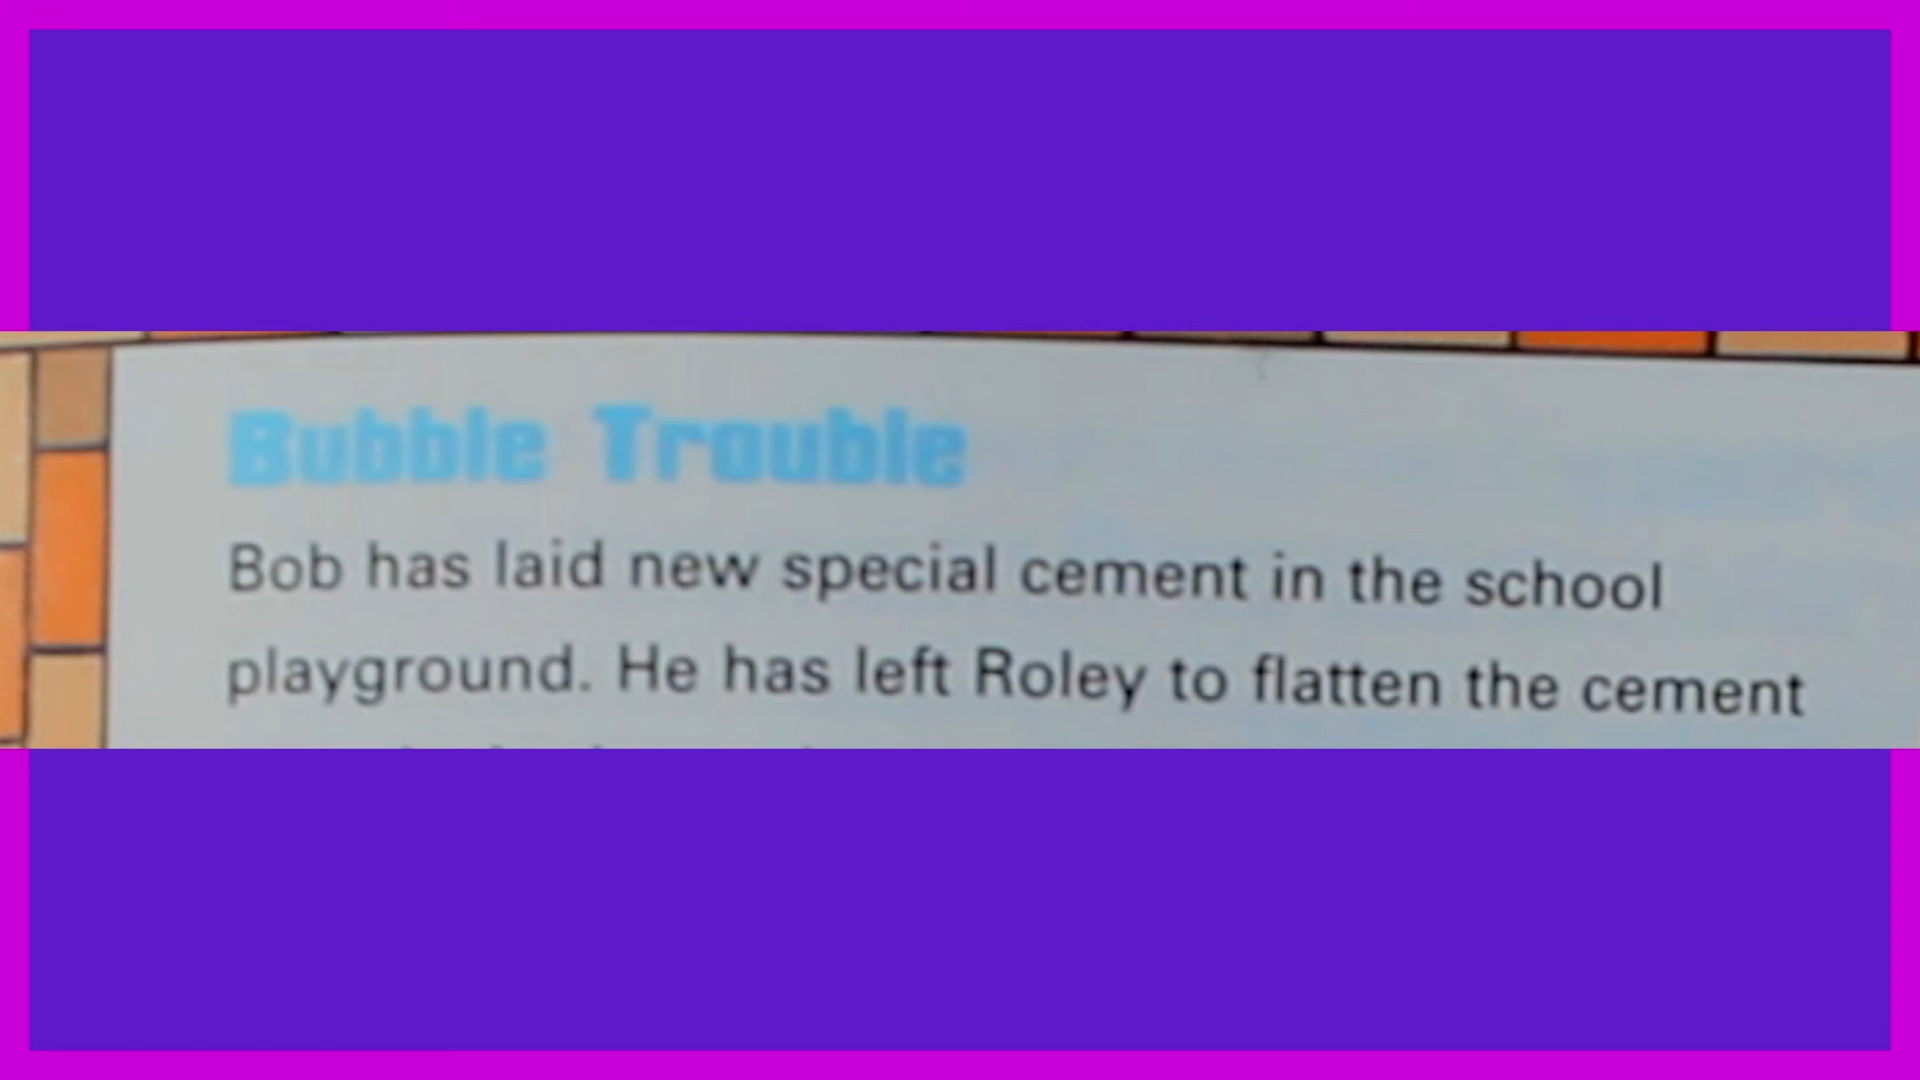 Bubble Trouble
Bob has laid new special cement in the school
playground. He has left Roley to flatten the cement